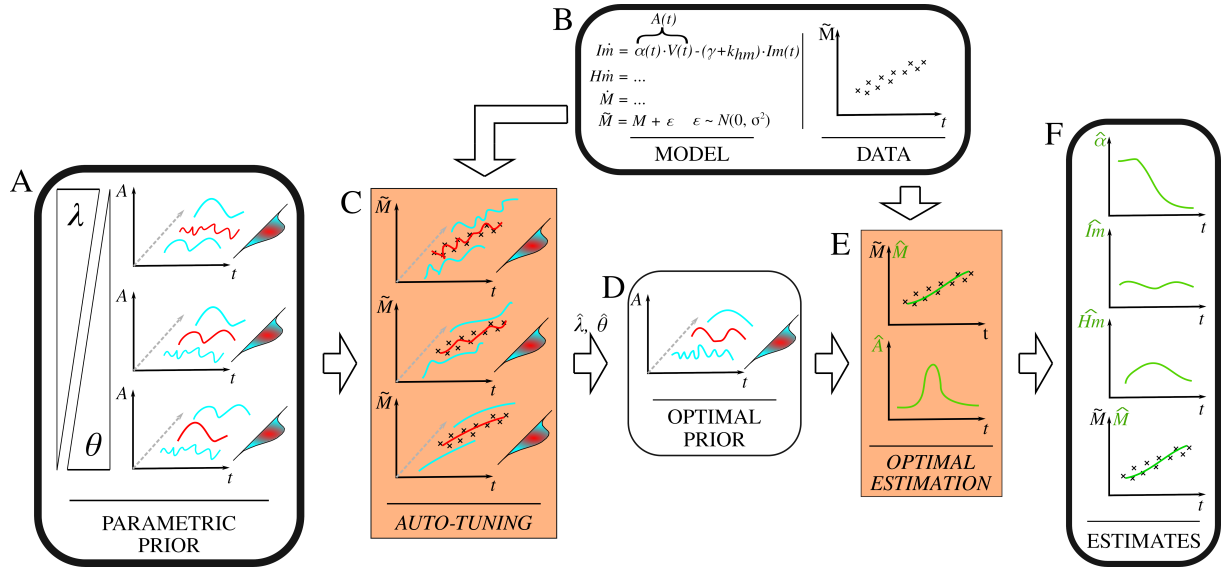 A
λ
θ
A
t
A
t
A
t
PARAMETRIC
PRIOR
B
A(t)
Iṁ = α(t)·V(t)-(γ+k_hm)·Im(t)
Hṁ = ...
Ṁ = ...
M̃ = M + ε ε ~ N(0, σ²)
MODEL
M̃
t
DATA
C
M̃
t
M̃
t
M̃
t
AUTO-TUNING
λ̂, θ̂
D
A
t
OPTIMAL
PRIOR
E
M̃ M̂
t
Â
t
OPTIMAL
ESTIMATION
F
α̂
t
Îm
t
Ĥm
t
M̃ M̂
t
ESTIMATES